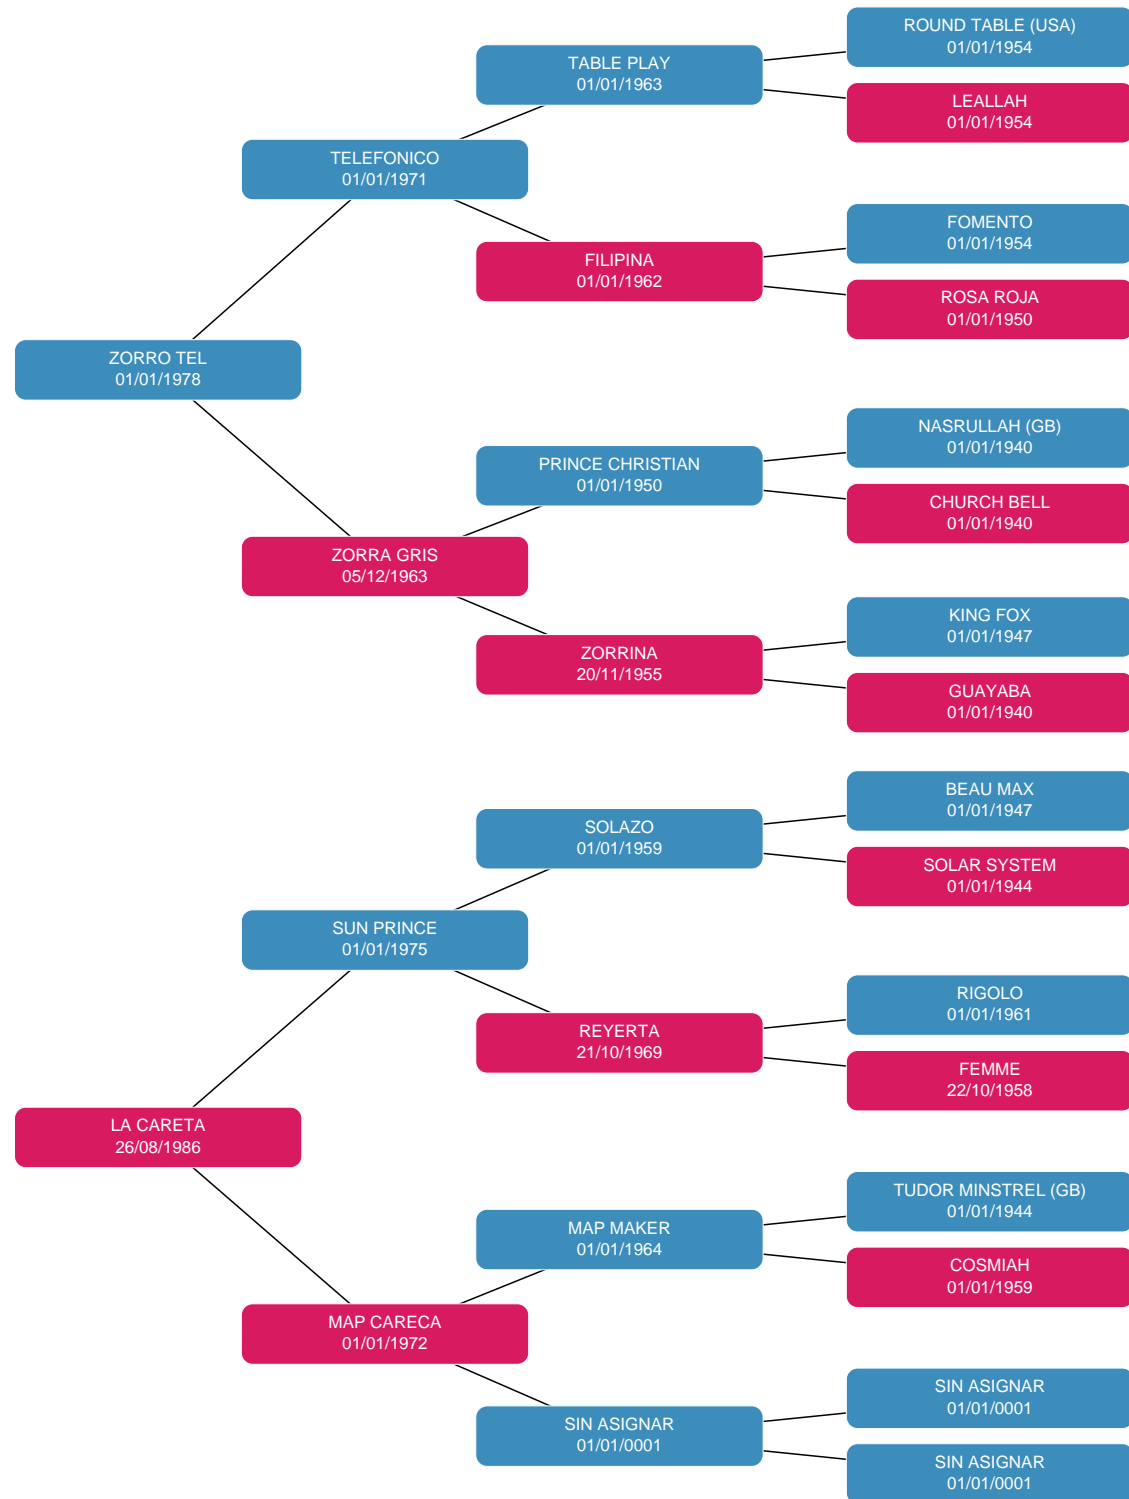 ROUND TABLE (USA)
01/01/1954
TABLE PLAY
01/01/1963
LEALLAH
01/01/1954
TELEFONICO
01/01/1971
FOMENTO
01/01/1954
FILIPINA
01/01/1962
ROSA ROJA
01/01/1950
ZORRO TEL
01/01/1978
NASRULLAH (GB)
01/01/1940
PRINCE CHRISTIAN
01/01/1950
CHURCH BELL
01/01/1940
ZORRA GRIS
05/12/1963
KING FOX
01/01/1947
ZORRINA
20/11/1955
GUAYABA
01/01/1940
BEAU MAX
01/01/1947
SOLAZO
01/01/1959
SOLAR SYSTEM
01/01/1944
SUN PRINCE
01/01/1975
RIGOLO
01/01/1961
REYERTA
21/10/1969
FEMME
22/10/1958
LA CARETA
26/08/1986
TUDOR MINSTREL (GB)
01/01/1944
MAP MAKER
01/01/1964
COSMIAH
01/01/1959
MAP CARECA
01/01/1972
SIN ASIGNAR
01/01/0001
SIN ASIGNAR
01/01/0001
SIN ASIGNAR
01/01/0001